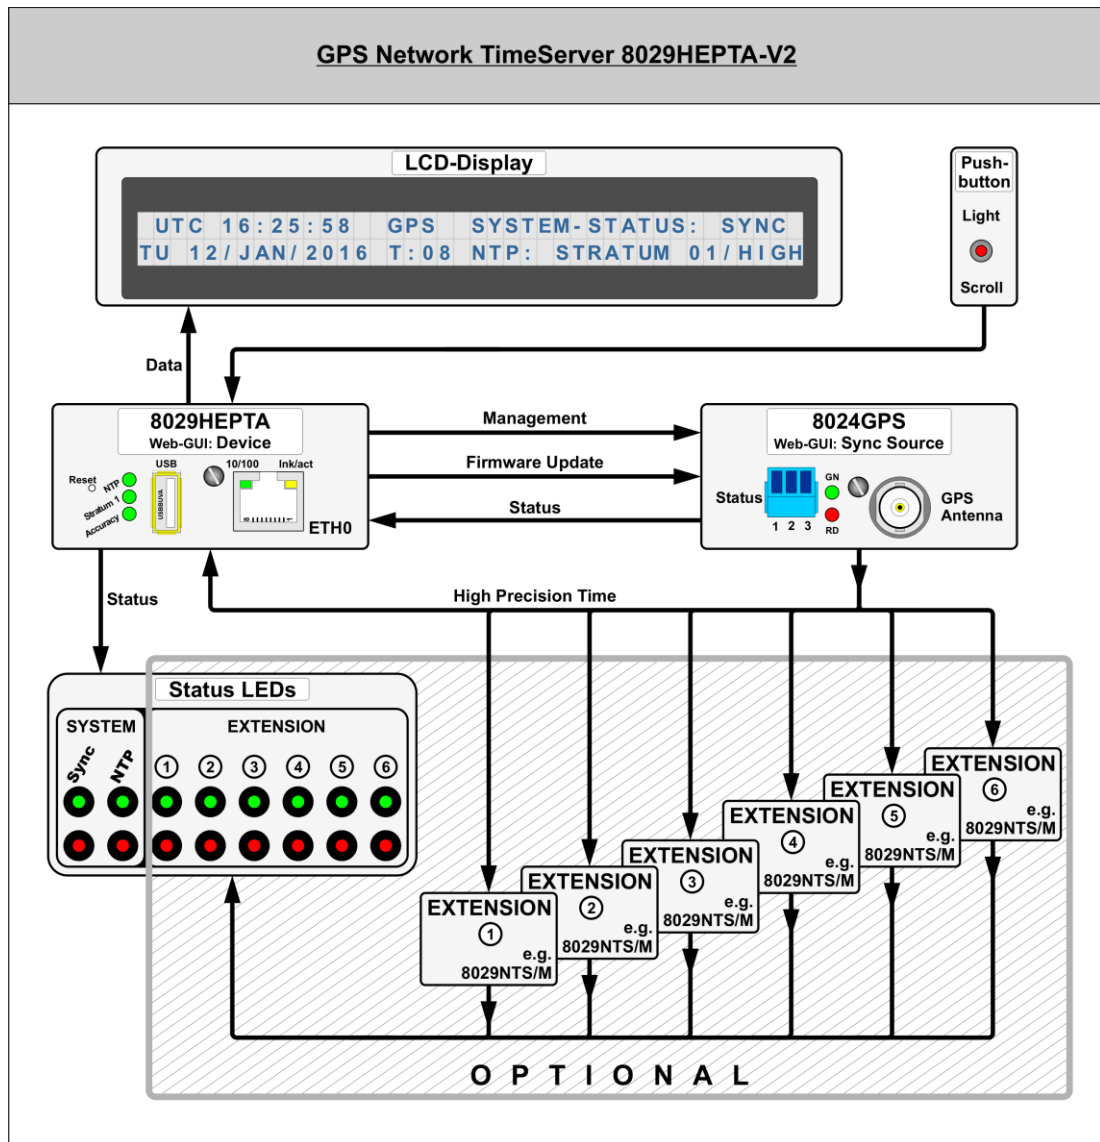 GPS Network TimeServer 8029HEPTA-V2
LCD-Display
UTC 16:25:58 GPS SYSTEM-STATUS: SYNC
TU 12/JAN/2016 T:08 NTP: STRATUM 01/HIGH
Push-
button
Light
Scroll
Data
8029HEPTA
Web-GUI: Device
USB
10/100
lnk/act
Reset
NTP
Stratum 1
Accuracy
USBBUVA
8
1
ETH0
Management
Firmware Update
Status
8024GPS
Web-GUI: Sync Source
Status
1 2 3
GN
RD
GPS
Antenna
Status
High Precision Time
Status LEDs
SYSTEM
EXTENSION
Sync
NTP
1 2 3 4 5 6
EXTENSION
1
e.g.
8029NTS/M
EXTENSION
2
e.g.
8029NTS/M
EXTENSION
3
e.g.
8029NTS/M
EXTENSION
4
e.g.
8029NTS/M
EXTENSION
5
e.g.
8029NTS/M
EXTENSION
6
e.g.
8029NTS/M
OPTIONAL